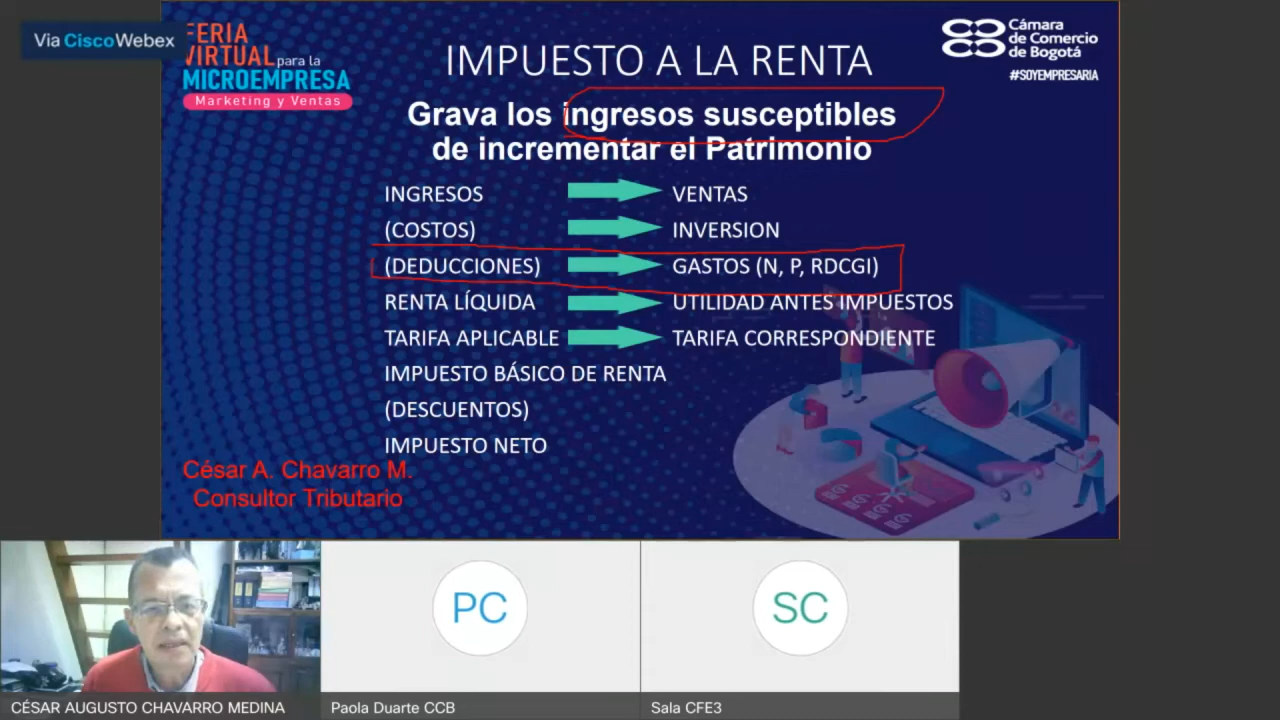 Via Cisco Webex
FERIA
VIRTUAL para la
MICROEMPRESA
Marketing y Ventas
IMPUESTO A LA RENTA
Cámara
de Comercio
de Bogotá
#SOYEMPRESARIA
Grava los ingresos susceptibles
de incrementar el Patrimonio
INGRESOS VENTAS
(COSTOS) INVERSION
(DEDUCCIONES) GASTOS (N, P, RDCGI)
RENTA LÍQUIDA UTILIDAD ANTES IMPUESTOS
TARIFA APLICABLE TARIFA CORRESPONDIENTE
IMPUESTO BÁSICO DE RENTA
(DESCUENTOS)
IMPUESTO NETO
César A. Chavarro M.
Consultor Tributario
PC
SC
CÉSAR AUGUSTO CHAVARRO MEDINA
Paola Duarte CCB
Sala CFE3